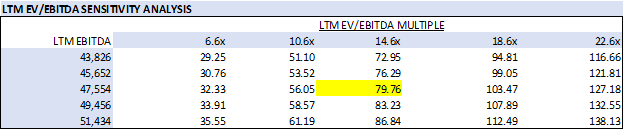 LTM EV/EBITDA SENSITIVITY ANALYSIS
LTM EV/EBITDA MULTIPLE
LTM EBITDA 6.6x 10.6x 14.6x 18.6x 22.6x
43,826 29.25 51.10 72.95 94.81 116.66
45,652 30.76 53.52 76.29 99.05 121.81
47,554 32.33 56.05 79.76 103.47 127.18
49,456 33.91 58.57 83.23 107.89 132.55
51,434 35.55 61.19 86.84 112.49 138.13